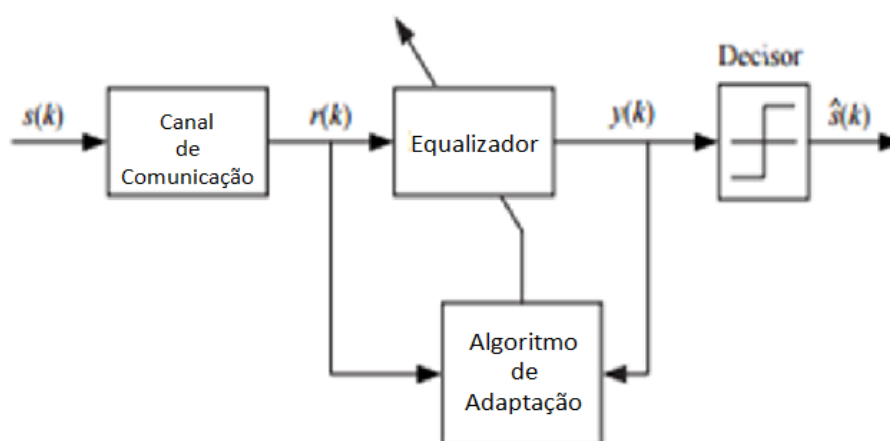 Decisor
s(k)
Canal
de
Comunicação
r(k)
Equalizador
y(k)
ŝ(k)
Algoritmo
de
Adaptação